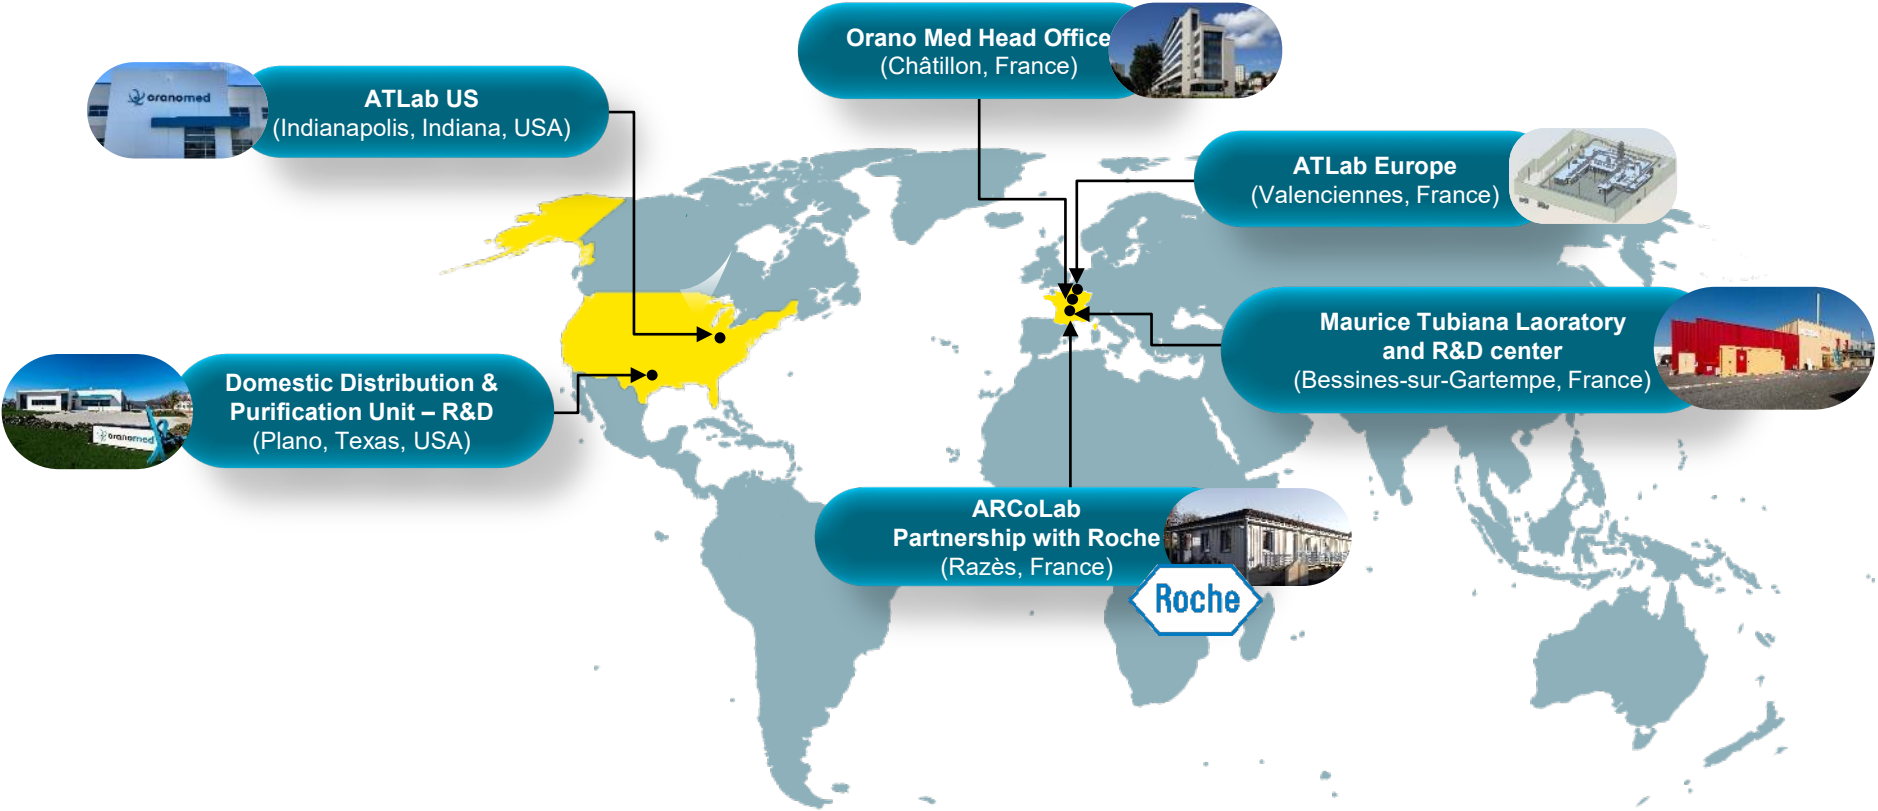 Orano Med Head Office
(Châtillon, France)
oranomed
ATLab US
(Indianapolis, Indiana, USA)
ATLab Europe
(Valenciennes, France)
Maurice Tubiana Laoratory
and R&D center
(Bessines-sur-Gartempe, France)
Domestic Distribution &
Purification Unit – R&D
(Plano, Texas, USA)
oranomed
ARCoLab
Partnership with Roche
(Razès, France)
Roche